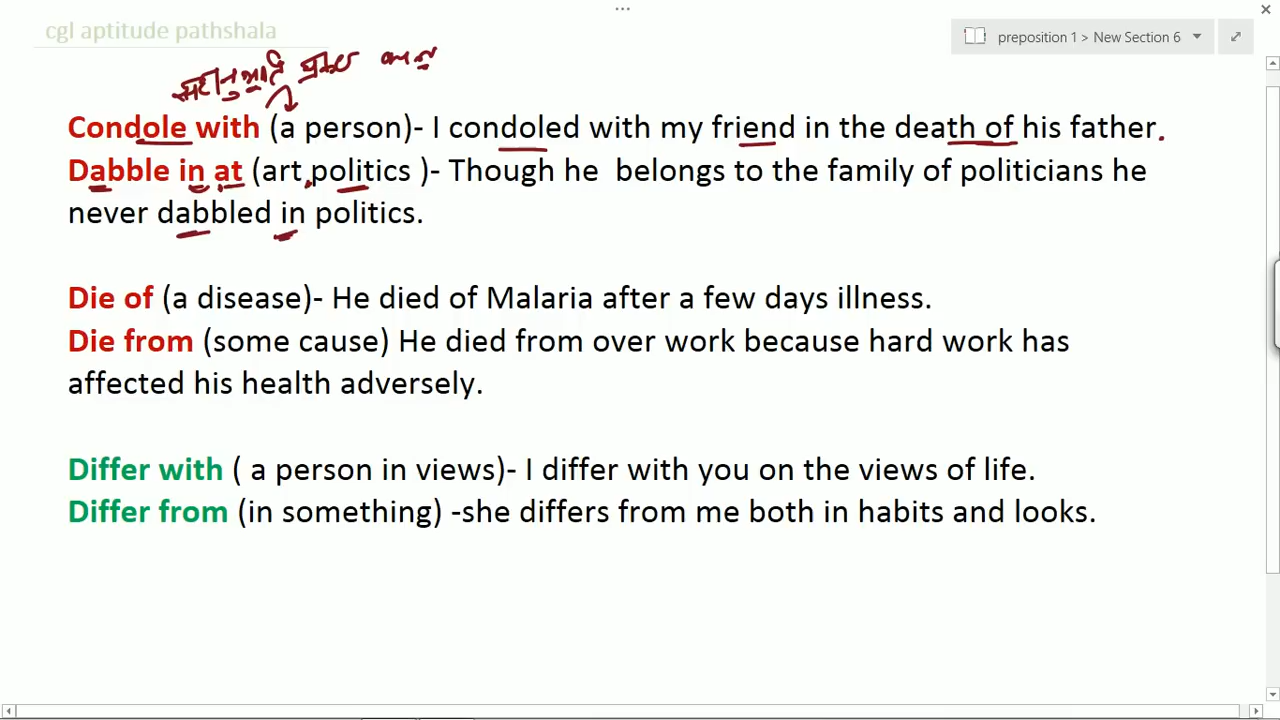 cgl aptitude pathshala
preposition 1 > New Section 6
Condole with (a person)- I condoled with my friend in the death of his father.
Dabble in at (art,politics )- Though he  belongs to the family of politicians he
never dabbled in politics.
Die of (a disease)- He died of Malaria after a few days illness.
Die from (some cause) He died from over work because hard work has
affected his health adversely.
Differ with ( a person in views)- I differ with you on the views of life.
Differ from (in something) -she differs from me both in habits and looks.